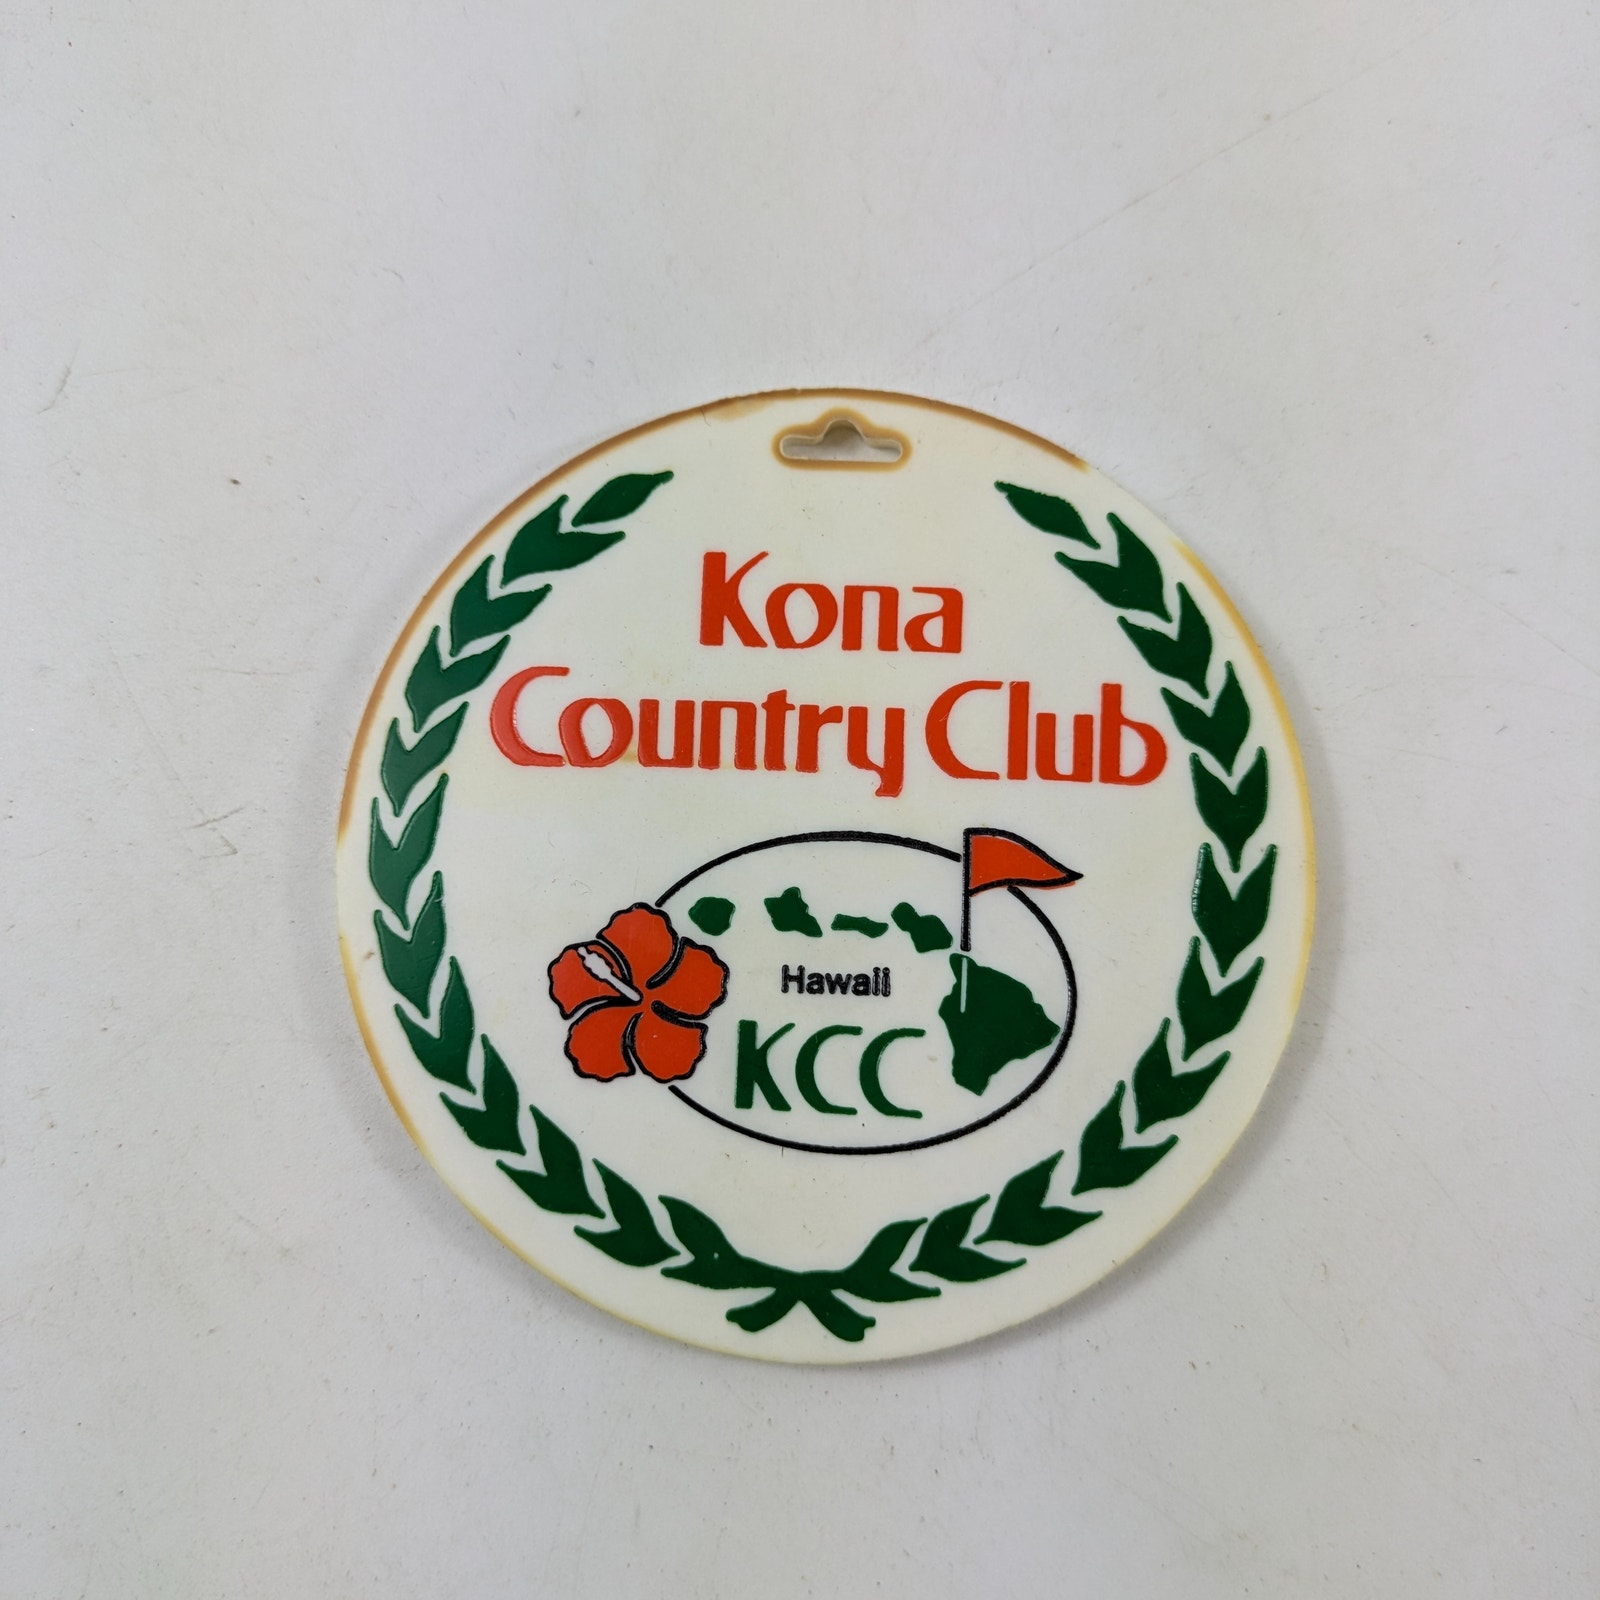 Kona
Country Club
Hawaii
KCC